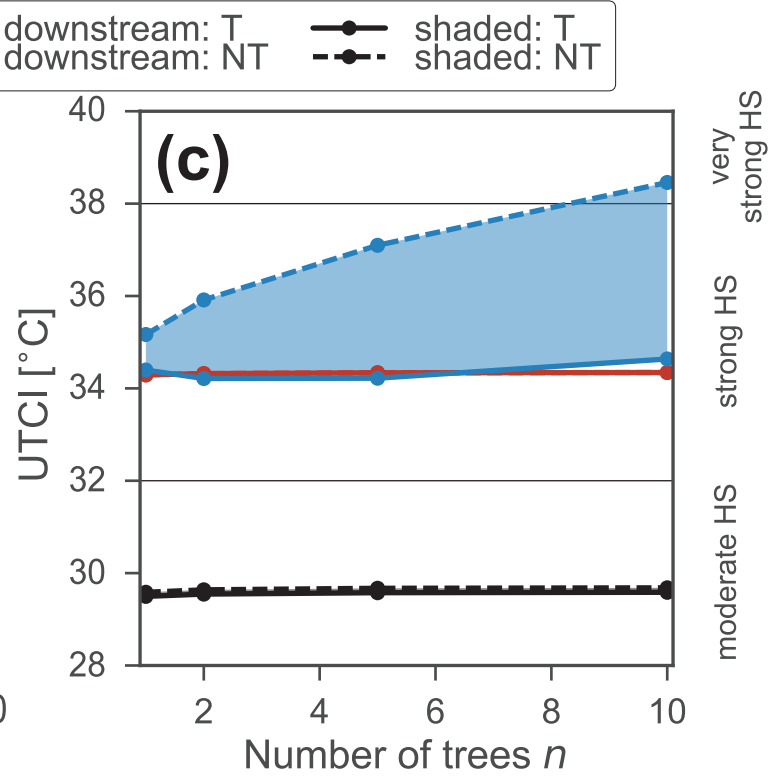 downstream: T shaded: T
downstream: NT shaded: NT
(c)
40
38
36
34
32
30
28
UTCI [°C]
very
strong HS
strong HS
moderate HS
0
2 4 6 8 10
Number of trees n